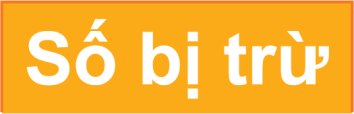 Số bị trừ